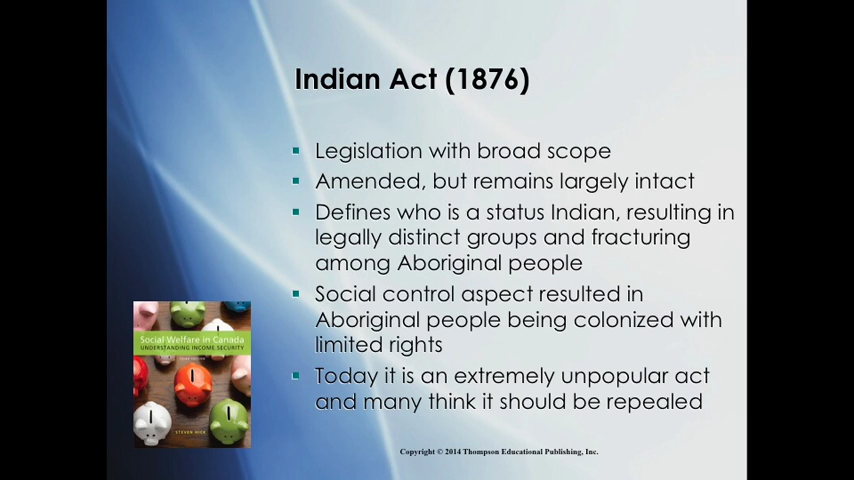 Indian Act (1876)
Legislation with broad scope
Amended, but remains largely intact
Defines who is a status Indian, resulting in
legally distinct groups and fracturing
among Aboriginal people
Social control aspect resulted in
Aboriginal people being colonized with
limited rights
Today it is an extremely unpopular act
and many think it should be repealed
Social Welfare in Canada
UNDERSTANDING INCOME SECURITY
STEVEN HICK
Copyright © 2014 Thompson Educational Publishing, Inc.